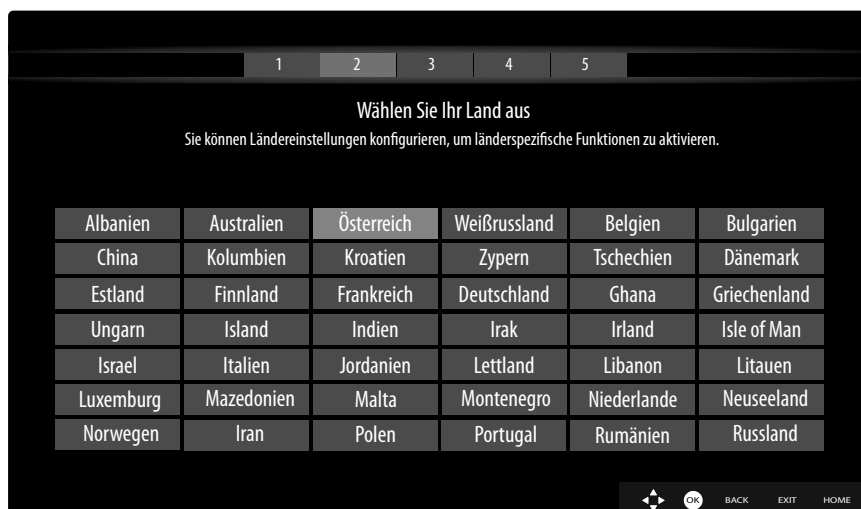 1 2 3 4 5
Wählen Sie Ihr Land aus
Sie können Ländereinstellungen konfigurieren, um länderspezifische Funktionen zu aktivieren.
Albanien Australien Österreich Weißrussland Belgien Bulgarien
China Kolumbien Kroatien Zypern Tschechien Dänemark
Estland Finnland Frankreich Deutschland Ghana Griechenland
Ungarn Island Indien Irak Irland Isle of Man
Israel Italien Jordanien Lettland Libanon Litauen
Luxemburg Mazedonien Malta Montenegro Niederlande Neuseeland
Norwegen Iran Polen Portugal Rumänien Russland
OK BACK EXIT HOME